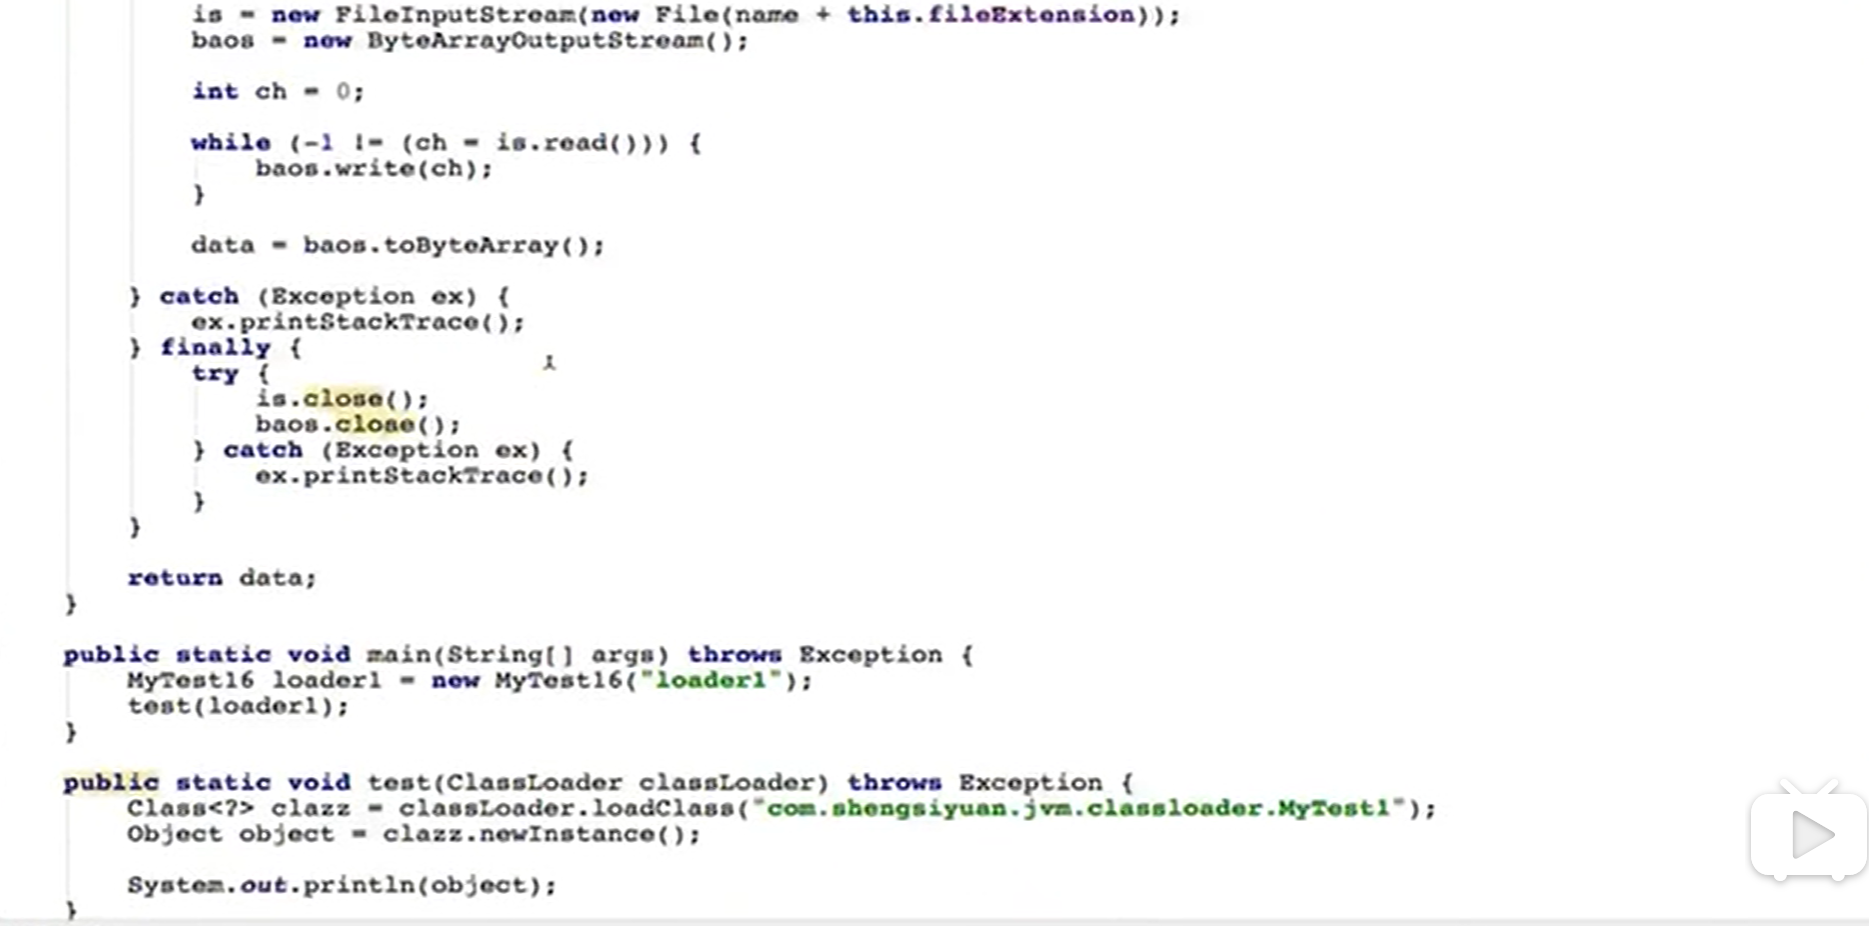 is = new FileInputStream(new File(name + this.fileExtension));
baos = new ByteArrayOutputStream();
int ch = 0;
while (-1 != (ch = is.read())) {
baos.write(ch);
}
data = baos.toByteArray();
} catch (Exception ex) {
ex.printStackTrace();
} finally {
try {
is.close();
baos.close();
} catch (Exception ex) {
ex.printStackTrace();
}
}
return data;
}
public static void main(String[] args) throws Exception {
MyTest16 loader1 = new MyTest16("loader1");
test(loader1);
}
public static void test(ClassLoader classLoader) throws Exception {
Class<?> clazz = classLoader.loadClass("com.shengsiyuan.jvm.classloader.MyTest1");
Object object = clazz.newInstance();
System.out.println(object);
}